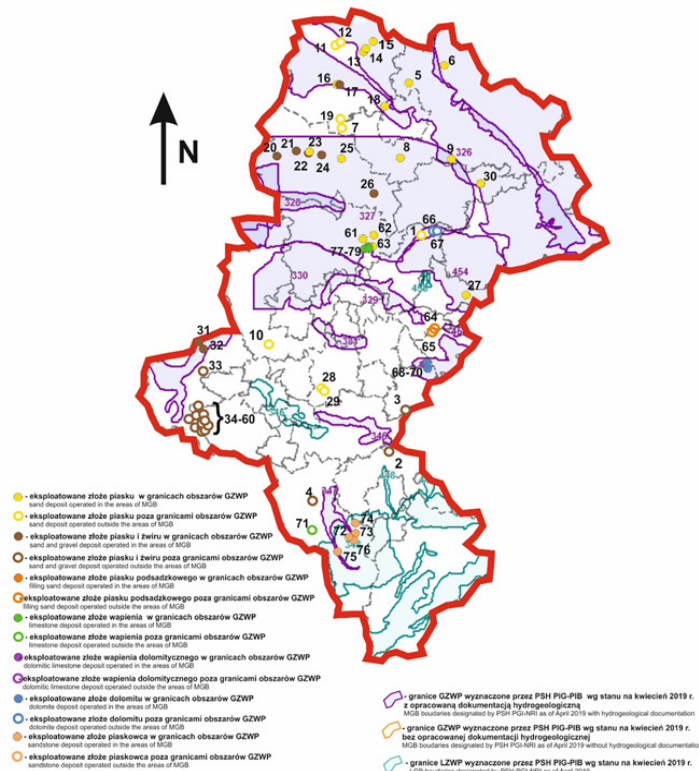 12
11
15
14
13
6
5
16
17
18
19
7
N
20
21
22
23
24
25
8
9
326
30
26
328
327
61
62
63
77-79
1
66
67
330
329
454
27
64
65
31
32
33
10
68-70
28
29
3
34-60
346
2
4
71
72
74
73
75
76
- eksploatowane złoże piasku w granicach obszarów GZWP
sand deposit operated in the areas of MGB
- eksploatowane złoże piasku poza granicami obszarów GZWP
sand deposit operated outside the areas of MGB
- eksploatowane złoże piasku i żwiru w granicach obszarów GZWP
sand and gravel deposit operated in the areas of MGB
- eksploatowane złoże piasku i żwiru poza granicami obszarów GZWP
sand and gravel deposit operated outside the areas of MGB
- eksploatowane złoże piasku podsadzkowego w granicach obszarów GZWP
filling sand deposit operated in the areas of MGB
eksploatowane złoże piasku podsadzkowego poza granicami obszarów GZWP
filling sand deposit operated outside the areas of MGB
- eksploatowane złoże wapienia w granicach obszarów GZWP
limestone deposit operated in the areas of MGB
- eksploatowane złoże wapienia poza granicami obszarów GZWP
limestone deposit operated outside the areas of MGB
eksploatowane złoże wapienia dolomitycznego w granicach obszarów GZWP
dolomitic limestone deposit operated in the areas of MGB
eksploatowane złoże wapienia dolomitycznego poza granicami obszarów GZWP
dolomitic limestone deposit operated outside the areas of MGB
- eksploatowane złoże dolomitu w granicach obszarów GZWP
dolomite deposit operated in the areas of MGB
- eksploatowane złoże dolomitu poza granicami obszarów GZWP
dolomite deposit operated outside the areas of MGB
- eksploatowane złoże piaskowca w granicach obszarów GZWP
sandstone deposit operated in the areas of MGB
- eksploatowane złoże piaskowca poza granicami obszarów GZWP
sandstone deposit operated outside the areas of MGB
- granice GZWP wyznaczone przez PSH PIG-PIB wg stanu na kwiecień 2019 r.
z opracowaną dokumentacją hydrogeologiczną
MGB boudaries designated by PSH PGI-NRI as of April 2019 with hydrogeological documentation
- granice GZWP wyznaczone przez PSH PIG-PIB wg stanu na kwiecień 2019 r.
bez opracowanej dokumentacji hydrogeologicznej
MGB boudaries designated by PSH PGI-NRI as of April 2019 without hydrogeological documentation
- granice LZWP wyznaczone przez PSH PIG-PIB wg stanu na kwiecień 2019 r.